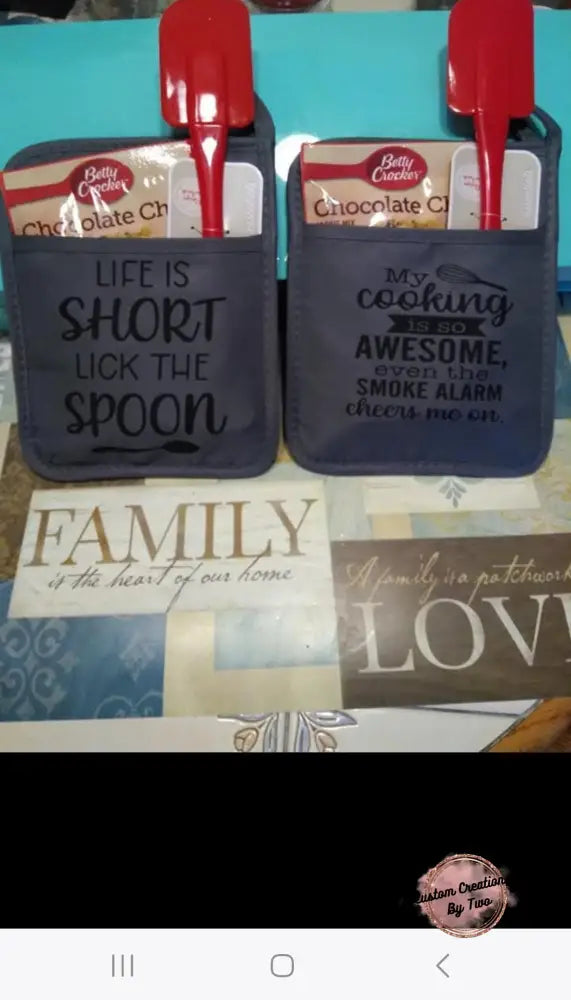 Betty
Crocker
Chocolate Ch
LIFE IS
SHORT
LICK THE
SPOON
Betty
Crocker
Chocolate Ch
My
cooking
is so
AWESOME,
even the
SMOKE ALARM
cheers me on.
FAMILY
is the heart of our home
A family is a patchwork
LOV
ustom Creation
By Two